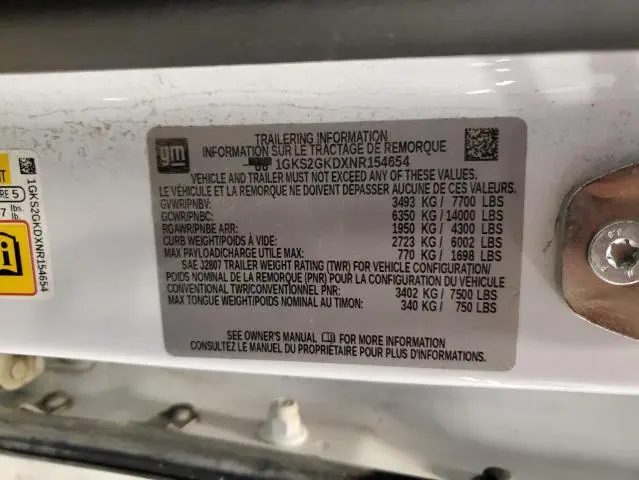 gm
TRAILERING INFORMATION
INFORMATION SUR LE TRACTAGE DE REMORQUE
1GKS2GKDXNR154654
VEHICLE AND TRAILER MUST NOT EXCEED ANY OF THESE VALUES.
LE VÉHICULE ET LA REMORQUE NE DOIVENT DÉPASSER AUCUNE DE CES VALEURS.
GVWR/PNBV: 3493 KG / 7700 LBS
GCWR/PNBC: 6350 KG / 14000 LBS
RGAWR/PNBE ARR: 1950 KG / 4300 LBS
CURB WEIGHT/POIDS À VIDE: 2723 KG / 6002 LBS
MAX PAYLOAD/CHARGE UTILE MAX: 770 KG / 1698 LBS
SAE J2807 TRAILER WEIGHT RATING (TWR) FOR VEHICLE CONFIGURATION/
POIDS NOMINAL DE LA REMORQUE (PNR) POUR LA CONFIGURATION DU VÉHICULE
CONVENTIONAL TWR/CONVENTIONNEL PNR: 3402 KG / 7500 LBS
MAX TONGUE WEIGHT/POIDS NOMINAL AU TIMON: 340 KG / 750 LBS
SEE OWNER'S MANUAL FOR MORE INFORMATION
CONSULTEZ LE MANUEL DU PROPRIÉTAIRE POUR PLUS D'INFORMATIONS.
1GKS2GKDXNR154654
5
lbs.
lb.
i